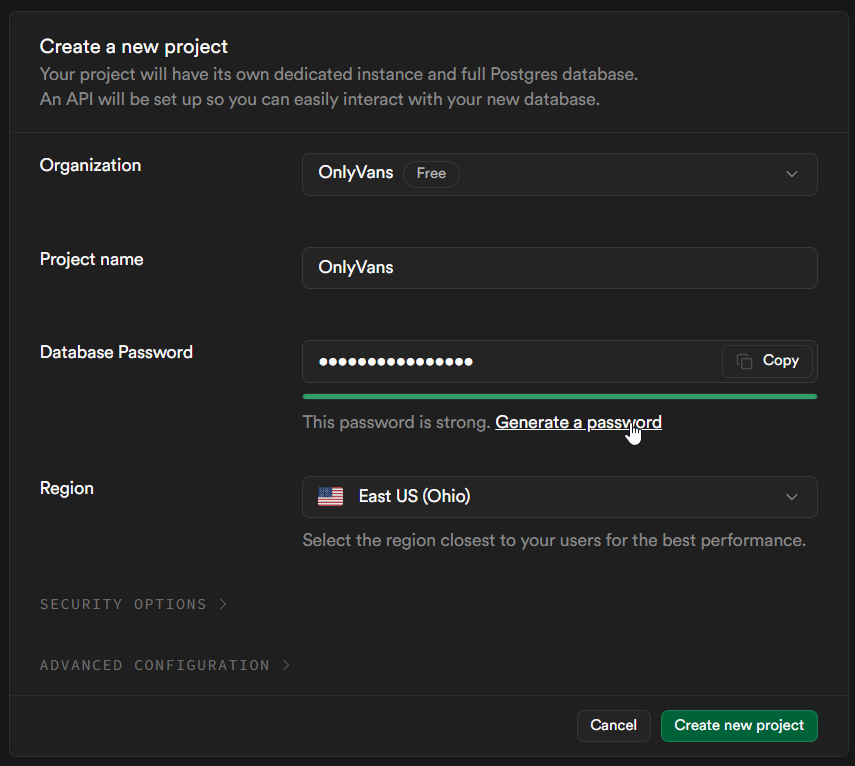 Create a new project
Your project will have its own dedicated instance and full Postgres database.
An API will be set up so you can easily interact with your new database.
Organization
OnlyVans Free
Project name
OnlyVans
Database Password
●●●●●●●●●●●●●●●● Copy
This password is strong. Generate a password
Region
East US (Ohio)
Select the region closest to your users for the best performance.
SECURITY OPTIONS
ADVANCED CONFIGURATION
Cancel Create new project